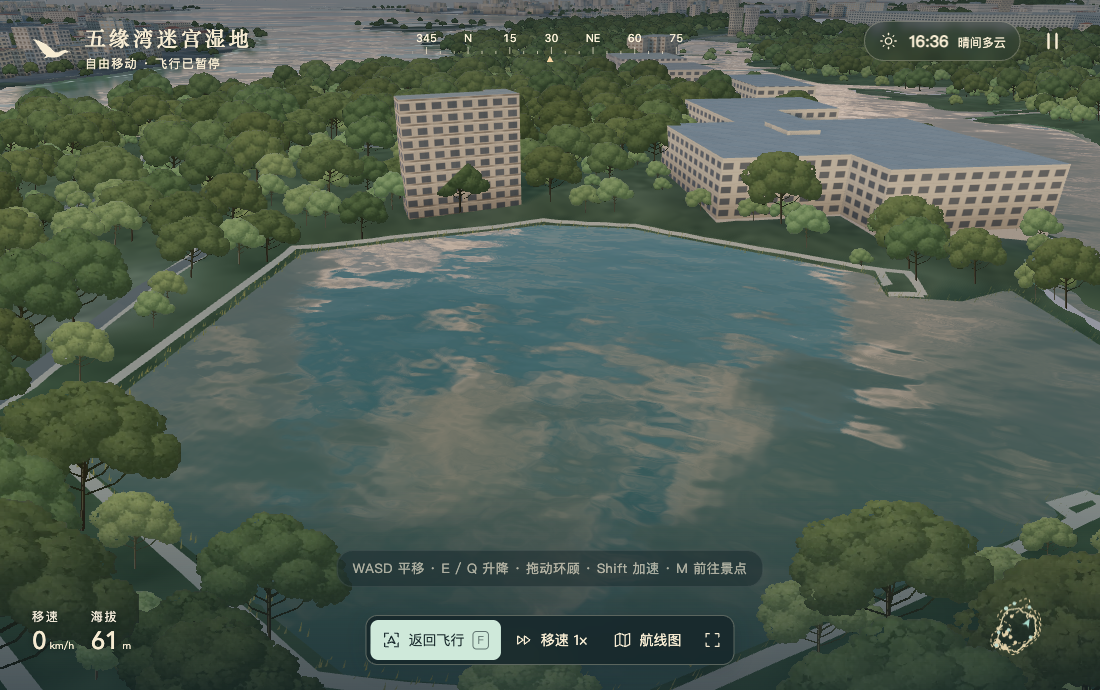 五缘湾迷宫湿地
自由移动 · 飞行已暂停
345 N 15 30 NE 60 75
16:36 晴间多云
WASD 平移 · E / Q 升降 · 拖动环顾 · Shift 加速 · M 前往景点
移速 海拔
0 km/h 61 m
返回飞行 F 移速 1x 航线图